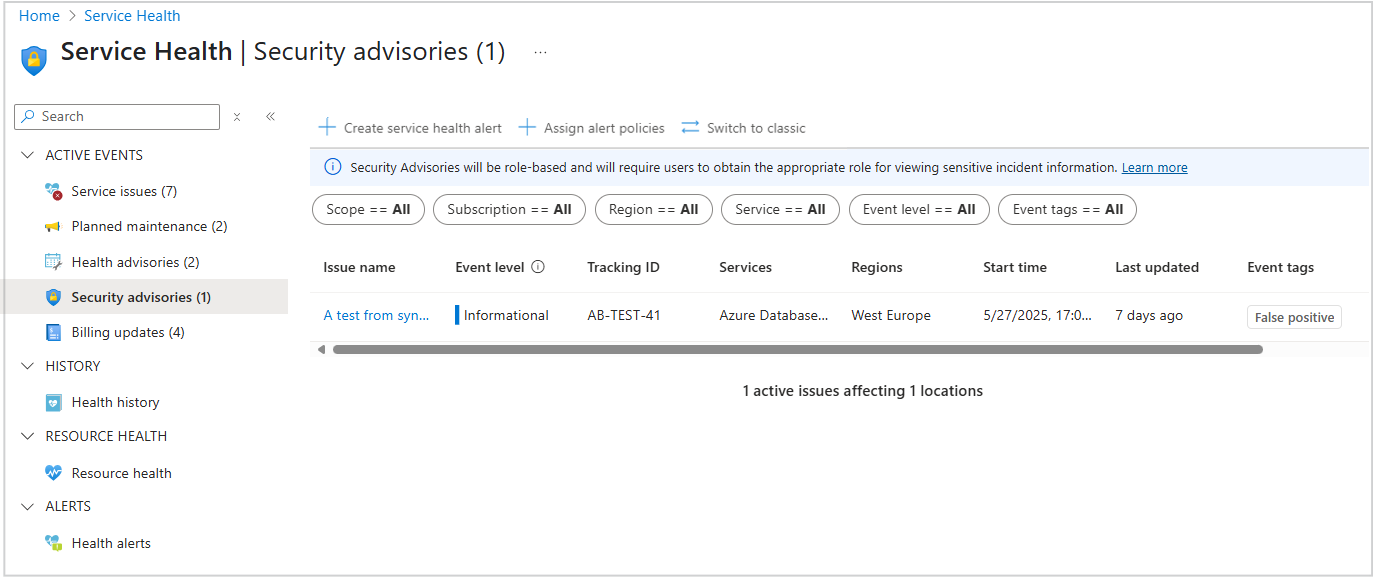 Home > Service Health
Service Health | Security advisories (1) ...
Search
ACTIVE EVENTS
Service issues (7)
Planned maintenance (2)
Health advisories (2)
Security advisories (1)
Billing updates (4)
HISTORY
Health history
RESOURCE HEALTH
Resource health
ALERTS
Health alerts
Create service health alert Assign alert policies Switch to classic
Security Advisories will be role-based and will require users to obtain the appropriate role for viewing sensitive incident information. Learn more
Scope == All Subscription == All Region == All Service == All Event level == All Event tags == All
Issue name Event level Tracking ID Services Regions Start time Last updated Event tags
A test from syn... Informational AB-TEST-41 Azure Database... West Europe 5/27/2025, 17:0... 7 days ago False positive
1 active issues affecting 1 locations